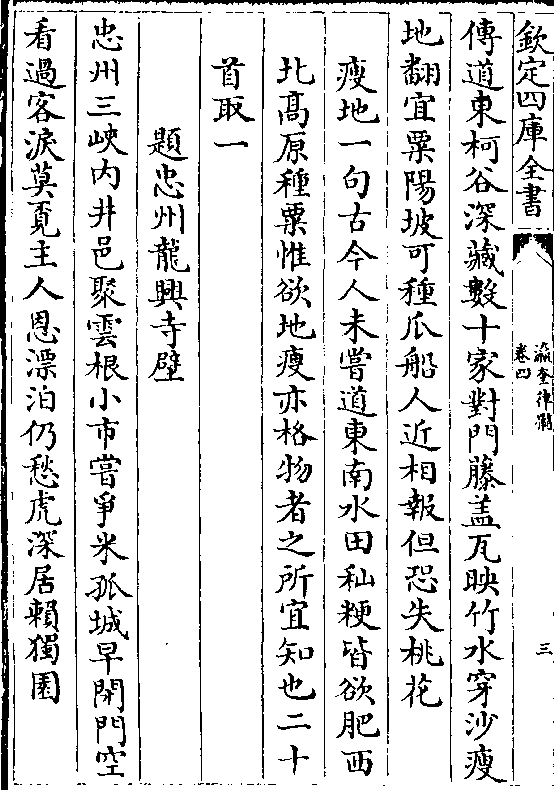 欽定四庫全書
瀛奎律髓
卷四
三
傳道東柯谷深藏數十家對門藤盖瓦映竹水穿沙瘦
地翻宜粟陽坡可種瓜船人近相報但恐失桃花
瘦地一句古今人未嘗道東南水田秈粳皆欲肥西
北髙原種粟惟欲地瘦亦格物者之所宜知也二十
首取一
題忠州龍興寺壁
忠州三峽内井邑聚雲根小市嘗爭米孤城早閉門空
看過客淚莫覓主人恩漂泊仍愁虎深居賴獨園